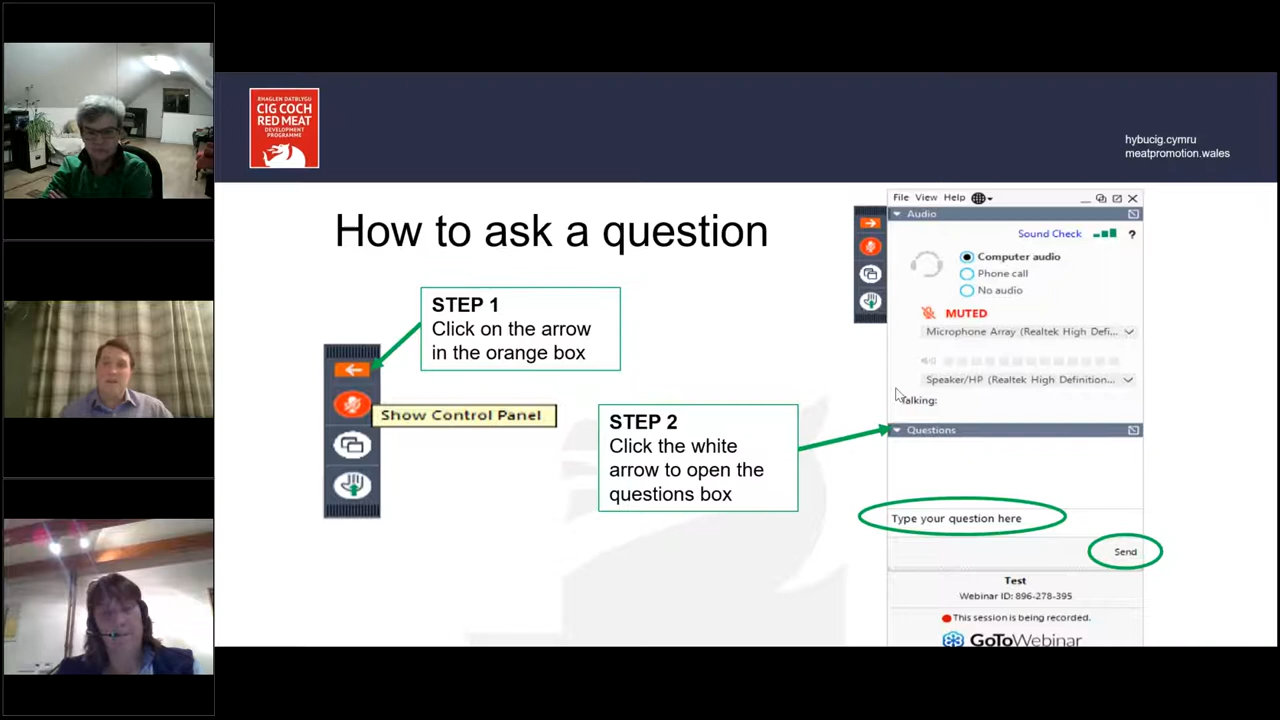 RHAGLEN DATBLYGU
CIG COCH
RED MEAT
DEVELOPMENT
PROGRAMME
hybucig.cymru
meatpromotion.wales
How to ask a question
STEP 1
Click on the arrow
in the orange box
Show Control Panel
STEP 2
Click the white
arrow to open the
questions box
File View Help
Audio
Sound Check ?
Computer audio
Phone call
No audio
MUTED
Microphone Array (Realtek High Defi...
Speaker/HP (Realtek High Definition...
Talking:
Questions
Type your question here
Send
Test
Webinar ID: 896-278-395
This session is being recorded.
GoToWebinar